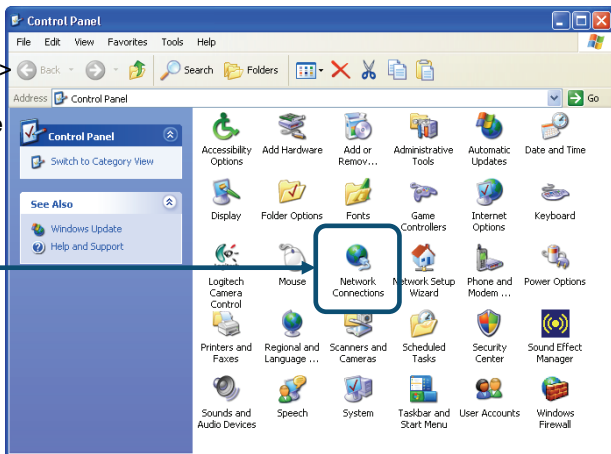 Control Panel
File Edit View Favorites Tools Help
> Back Search Folders
Address Control Panel Go
e
Control Panel
Switch to Category View
See Also
Windows Update
Help and Support
Accessibility Options
Add Hardware
Add or Remov...
Administrative Tools
Automatic Updates
Date and Time
Display
Folder Options
Fonts
Game Controllers
Internet Options
Keyboard
Logitech Camera Control
Mouse
Network Connections
Network Setup Wizard
Phone and Modem ...
Power Options
Printers and Faxes
Regional and Language ...
Scanners and Cameras
Scheduled Tasks
Security Center
Sound Effect Manager
Sounds and Audio Devices
Speech
System
Taskbar and Start Menu
User Accounts
Windows Firewall